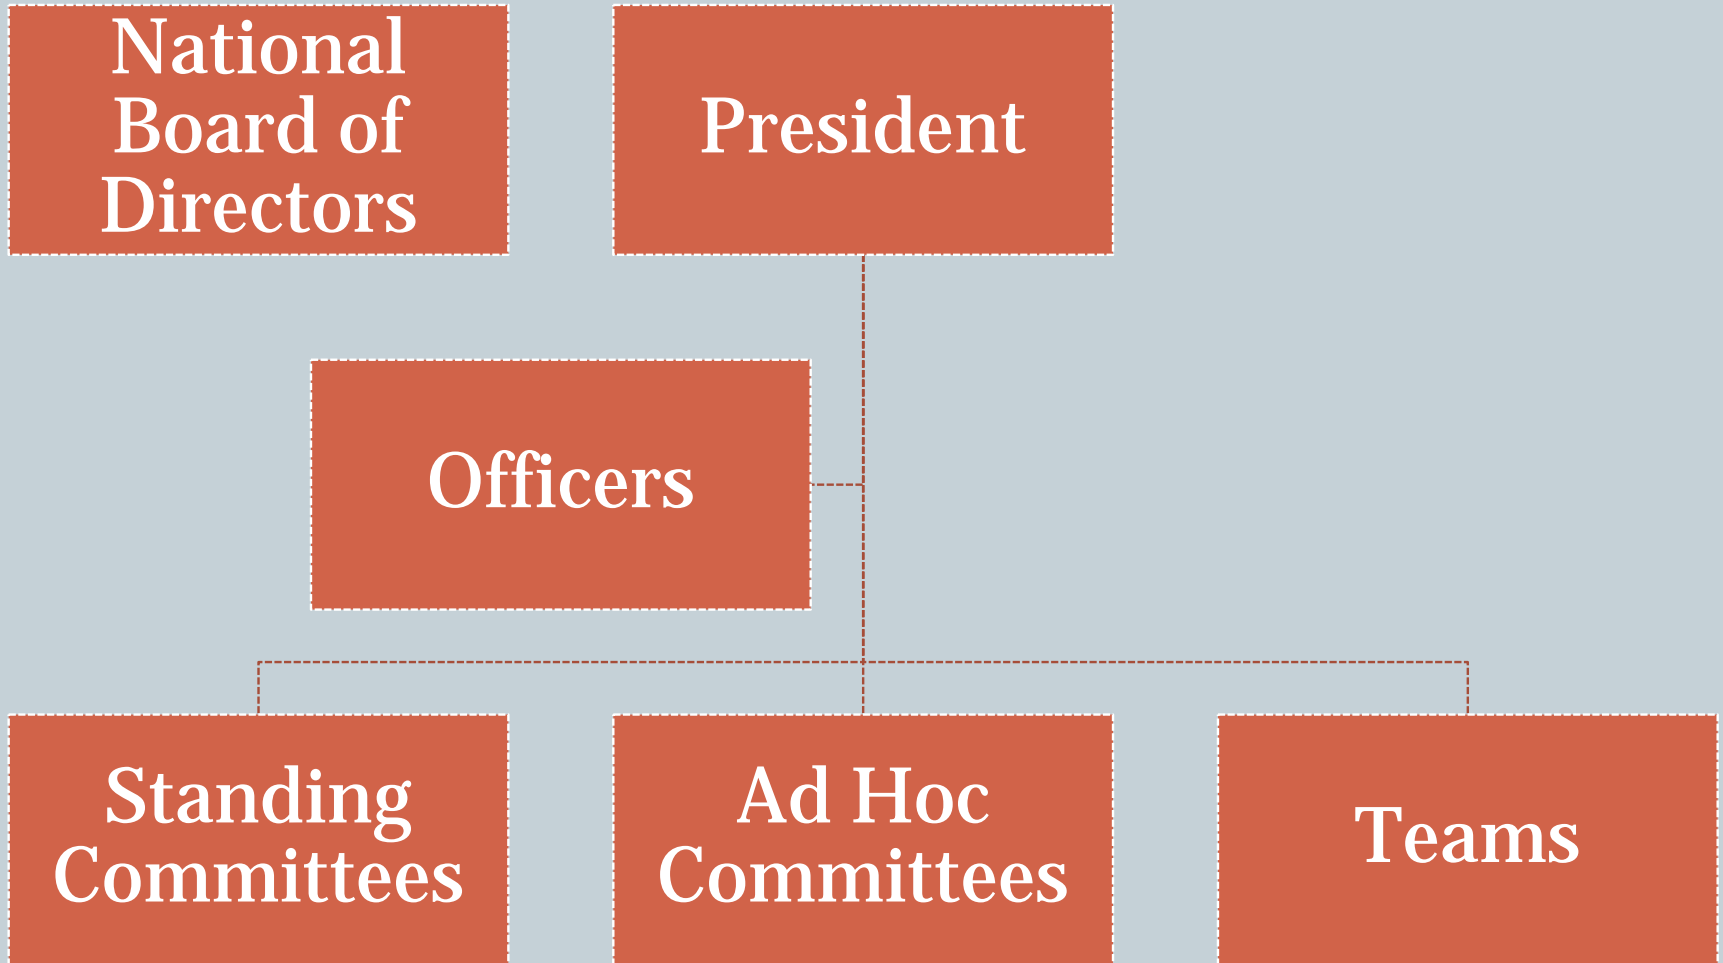 National
Board of
Directors
President
Officers
Standing
Committees
Ad Hoc
Committees
Teams